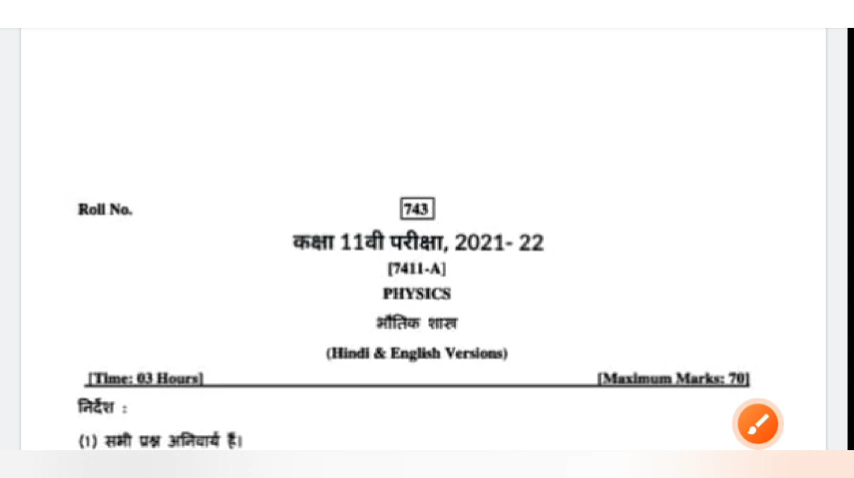 Roll No.
743
कक्षा 11वी परीक्षा, 2021- 22
[7411-A]
PHYSICS
भौतिक शास्त्र
(Hindi & English Versions)
[Time: 03 Hours] [Maximum Marks: 70]
निर्देश :
(1) सभी प्रश्न अनिवार्य हैं।